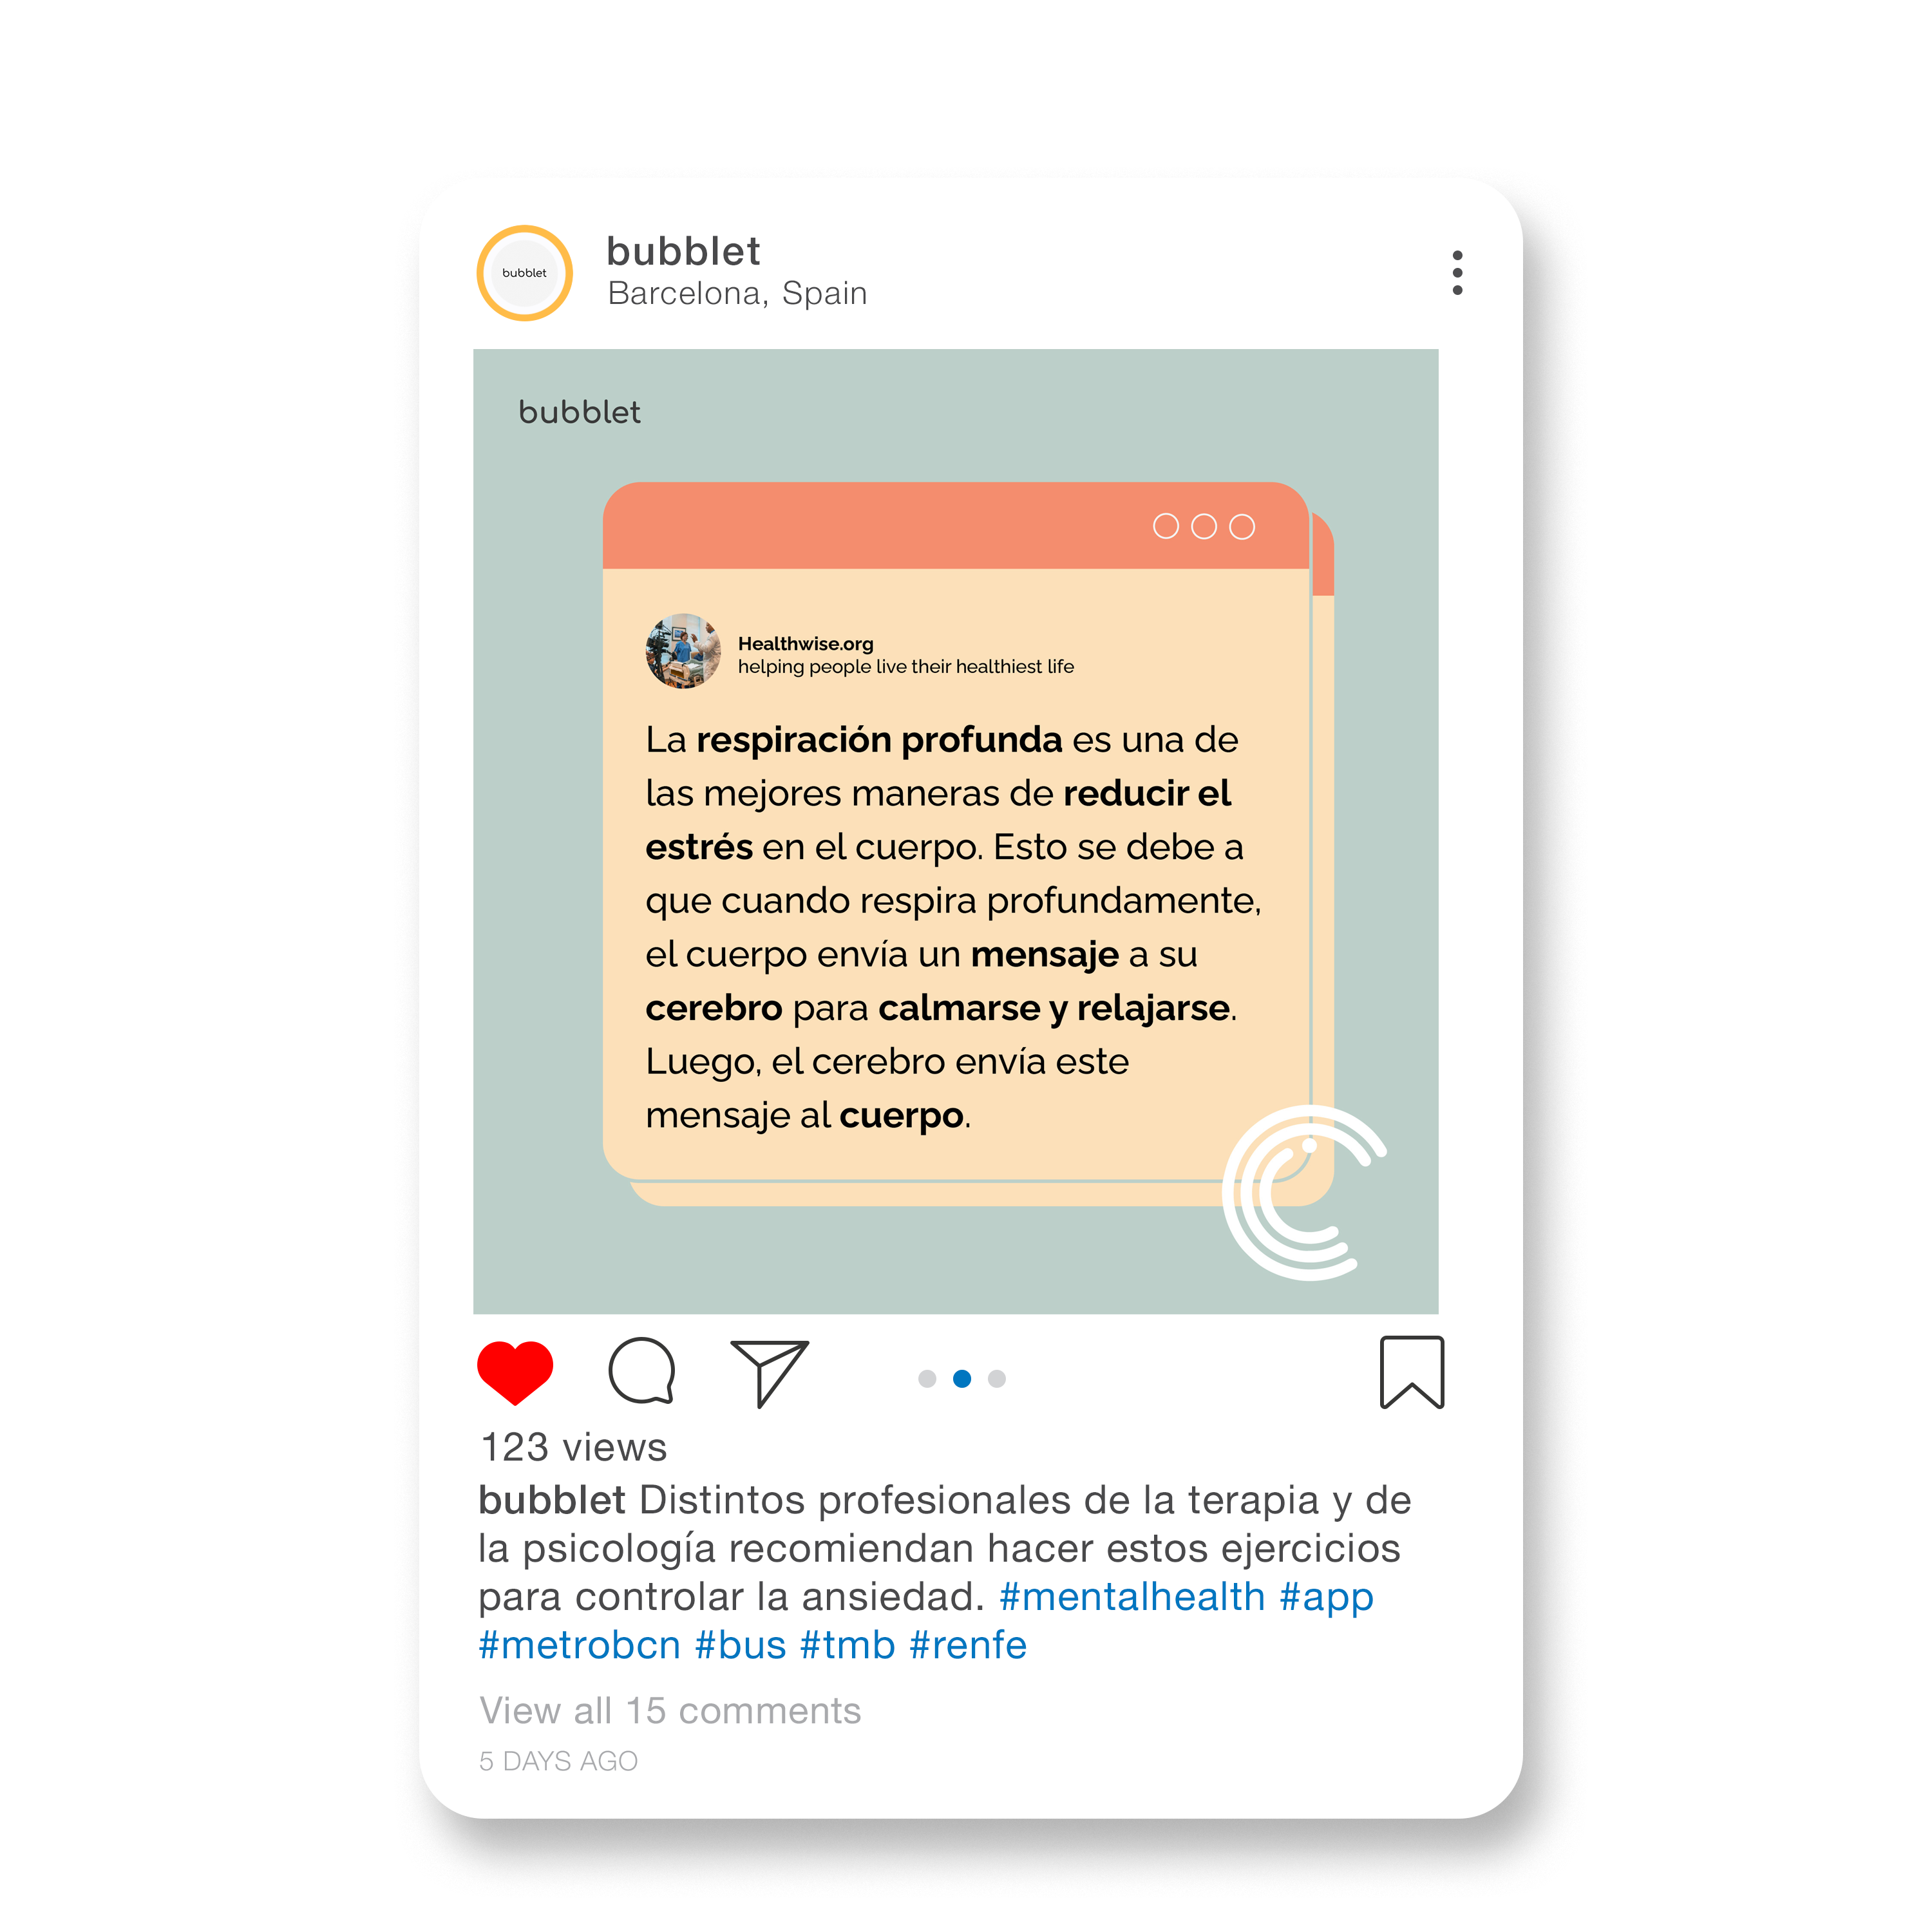 bubblet
bubblet
Barcelona, Spain
bubblet
Healthwise.org
helping people live their healthiest life
La respiración profunda es una de
las mejores maneras de reducir el
estrés en el cuerpo. Esto se debe a
que cuando respira profundamente,
el cuerpo envía un mensaje a su
cerebro para calmarse y relajarse.
Luego, el cerebro envía este
mensaje al cuerpo.
123 views
bubblet Distintos profesionales de la terapia y de
la psicología recomiendan hacer estos ejercicios
para controlar la ansiedad. #mentalhealth #app
#metrobcn #bus #tmb #renfe
View all 15 comments
5 DAYS AGO